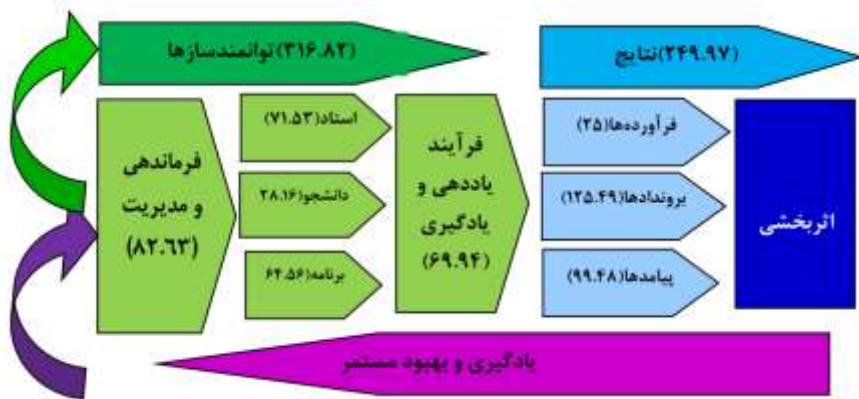 توانمندسازها(۳۱۶.۸۲)
نتایج(۲۴۹.۹۷)
فرماندهی
و مدیریت
(۸۲.۶۳)
استاد(۷۱.۵۳)
دانشجو(۲۸.۱۶
برنامه(۶۴.۵۶
فرآیند
یاددهی و
یادگیری
(۶۹.۹۴)
فرآورده‌ها(۲۵)
بروندادها(۱۲۵.۴۹)
پیامدها(۹۹.۴۸)
اثربخشی
یادگیری و بهبود مستمر